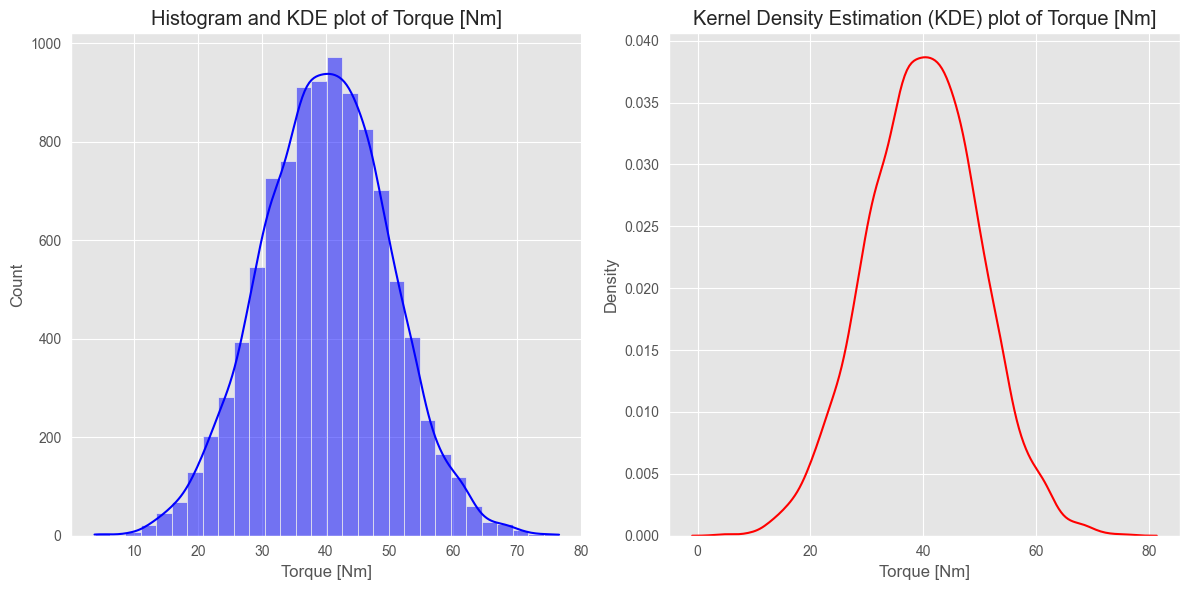 Histogram and KDE plot of Torque [Nm]
1000
800
600
400
200
0
Count
10 20 30 40 50 60 70 80
Torque [Nm]
Kernel Density Estimation (KDE) plot of Torque [Nm]
0.040
0.035
0.030
0.025
0.020
0.015
0.010
0.005
0.000
Density
0 20 40 60 80
Torque [Nm]